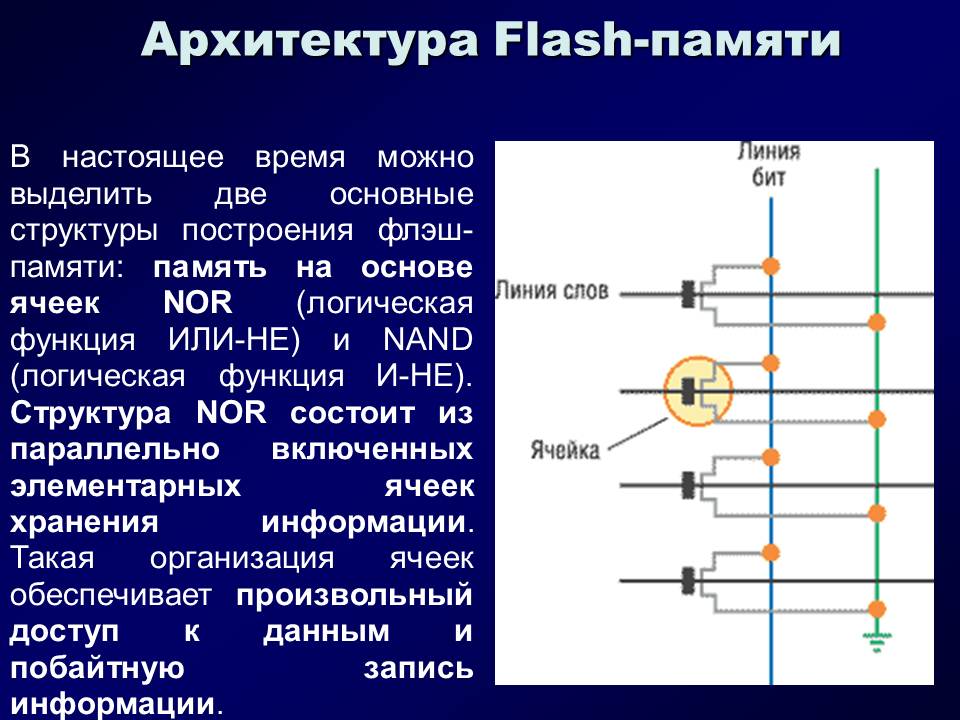 Архитектура Flash-памяти
В настоящее время можно
выделить две основные
структуры построения флэш-
памяти: память на основе
ячеек NOR (логическая
функция ИЛИ-НЕ) и NAND
(логическая функция И-НЕ).
Структура NOR состоит из
параллельно включенных
элементарных ячеек
хранения информации.
Такая организация ячеек
обеспечивает произвольный
доступ к данным и
побайтную запись
информации.
Линия
бит
Линия слов
Ячейка